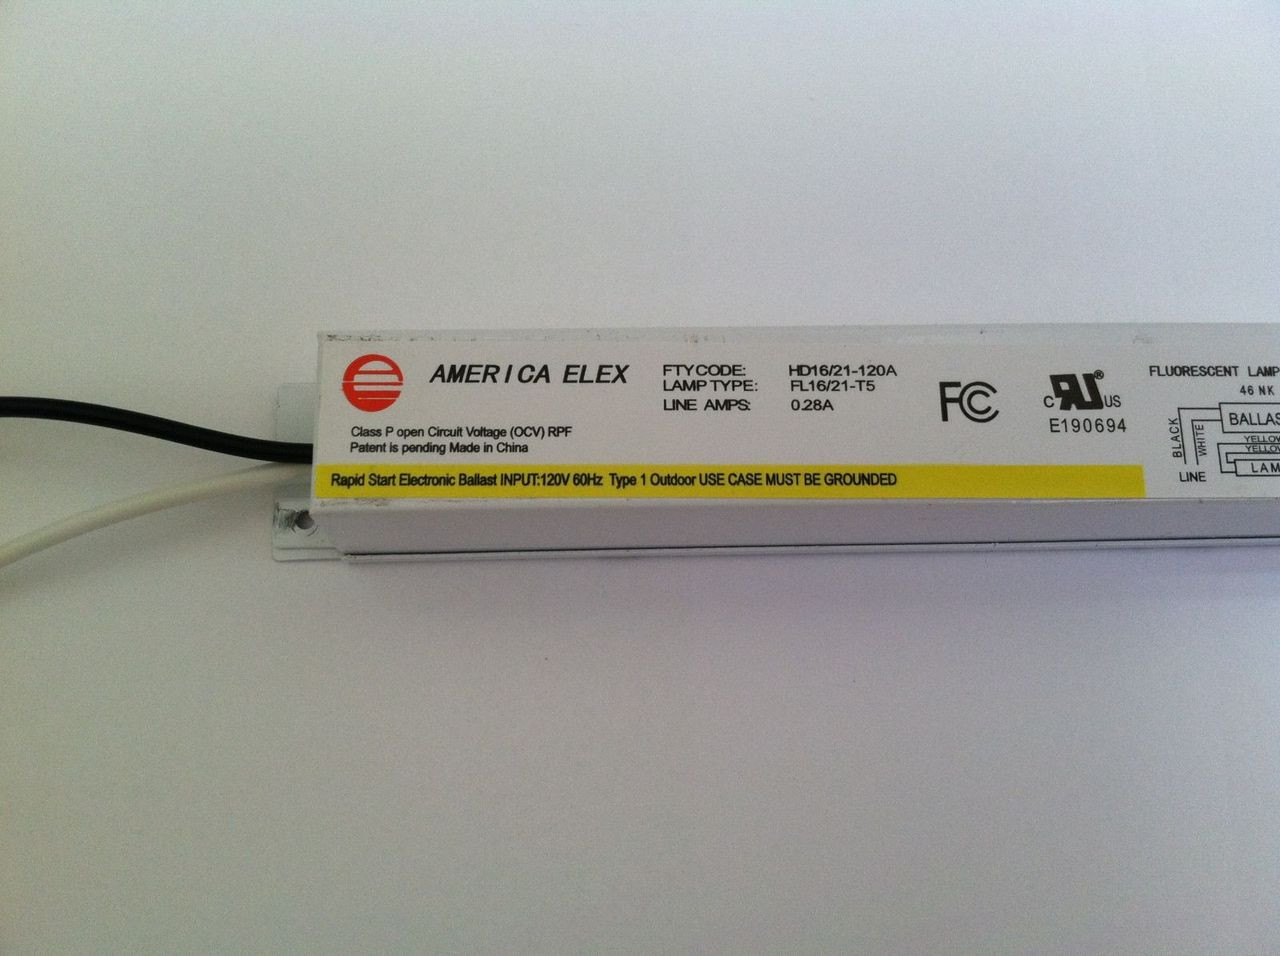 AMERICA ELEX
Class P open Circuit Voltage (OCV) RPF
Patent is pending Made in China
FTY CODE: HD16/21-120A
LAMP TYPE: FL16/21-T5
LINE AMPS: 0.28A
FC
C RU ® US
E190694
Rapid Start Electronic Ballast INPUT:120V 60Hz Type 1 Outdoor USE CASE MUST BE GROUNDED
FLUORESCENT LAMP
46 NK
BLACK
WHITE
LINE
BALLAS
YELLOW
YELLOW
LAM